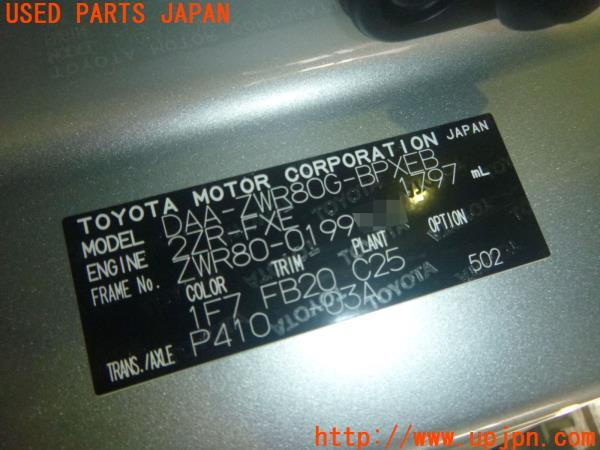 USED PARTS JAPAN
TOYOTA MOTOR CORPORATION JAPAN
MODEL DAA-ZWR80G-BPXEB
ENGINE 2ZR-FXE 1797 mL
FRAME No. ZWR80-0199
COLOR TRIM PLANT OPTION
1F7 FB20 C25 502
TRANS./AXLE P410 03A
http://www.upjpn.com/